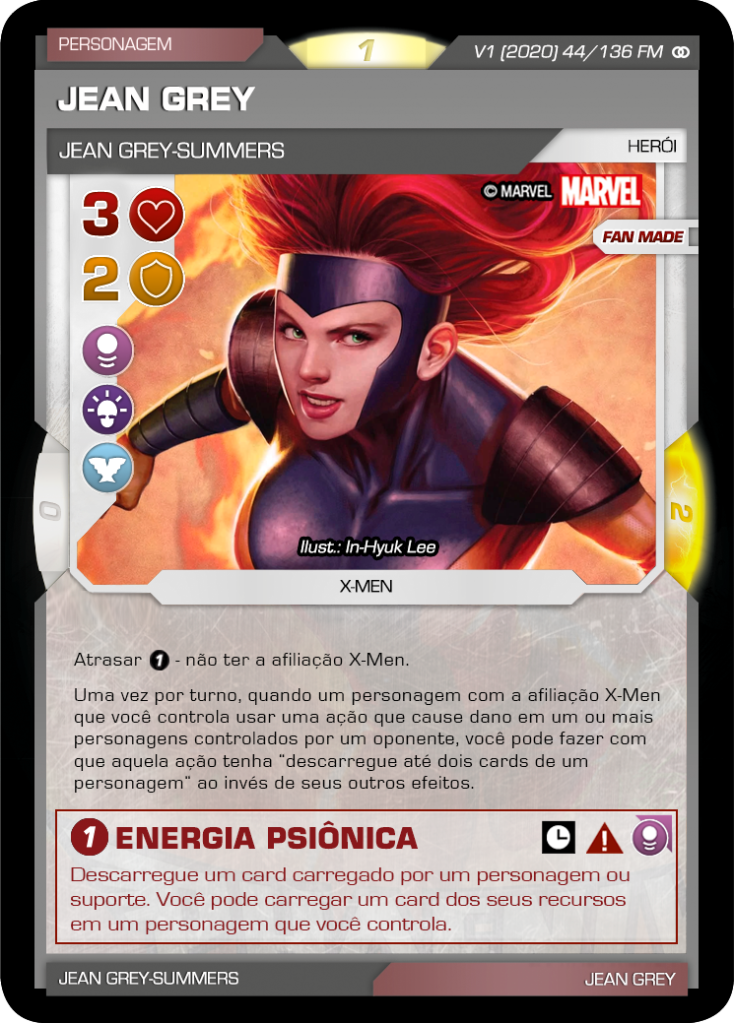 PERSONAGEM
1
V1 (2020) 44/136 FM
JEAN GREY
JEAN GREY-SUMMERS
HERÓI
© MARVEL MARVEL
3
FAN MADE
2
0
2
Ilust.: In-Hyuk Lee
X-MEN
Atrasar 1 - não ter a afiliação X-Men.
Uma vez por turno, quando um personagem com a afiliação X-Men
que você controla usar uma ação que cause dano em um ou mais
personagens controlados por um oponente, você pode fazer com
que aquela ação tenha "descarregue até dois cards de um
personagem" ao invés de seus outros efeitos.
1 ENERGIA PSIÔNICA
Descarregue um card carregado por um personagem ou
suporte. Você pode carregar um card dos seus recursos
em um personagem que você controla.
JEAN GREY-SUMMERS
JEAN GREY